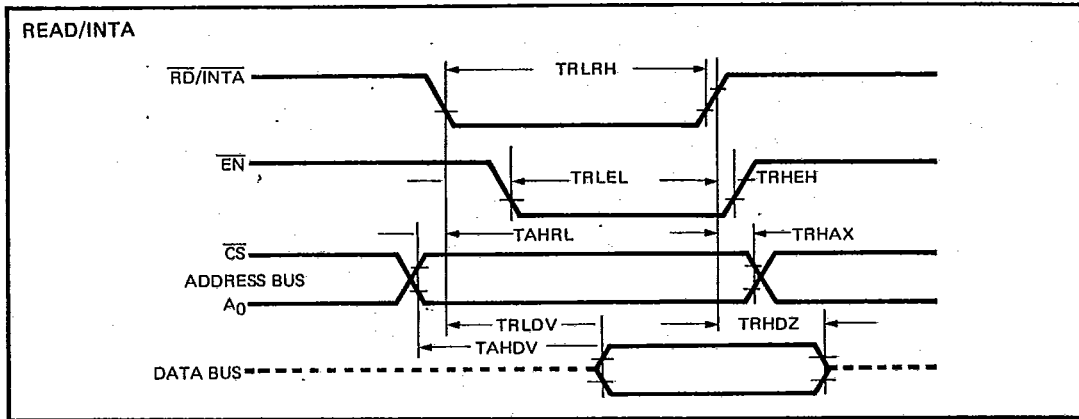 READ/INTA
RD/INTA
TRLRH
EN
TRLEL
TRHEH
CS
TAHRL
TRHAX
ADDRESS BUS
A0
TRLDV
TRHDZ
TAHDV
DATA BUS